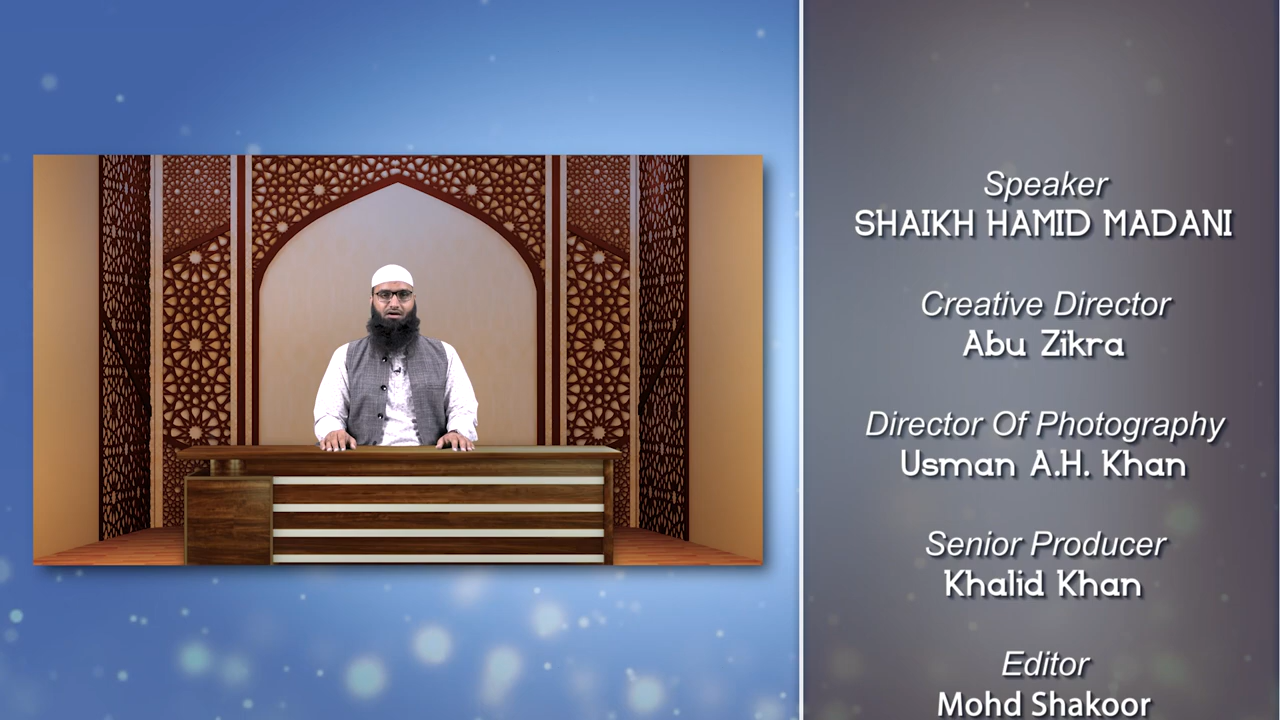 Speaker
SHAIKH HAMID MADANI
Creative Director
Abu Zikra
Director Of Photography
Usman A.H. Khan
Senior Producer
Khalid Khan
Editor
Mohd Shakoor